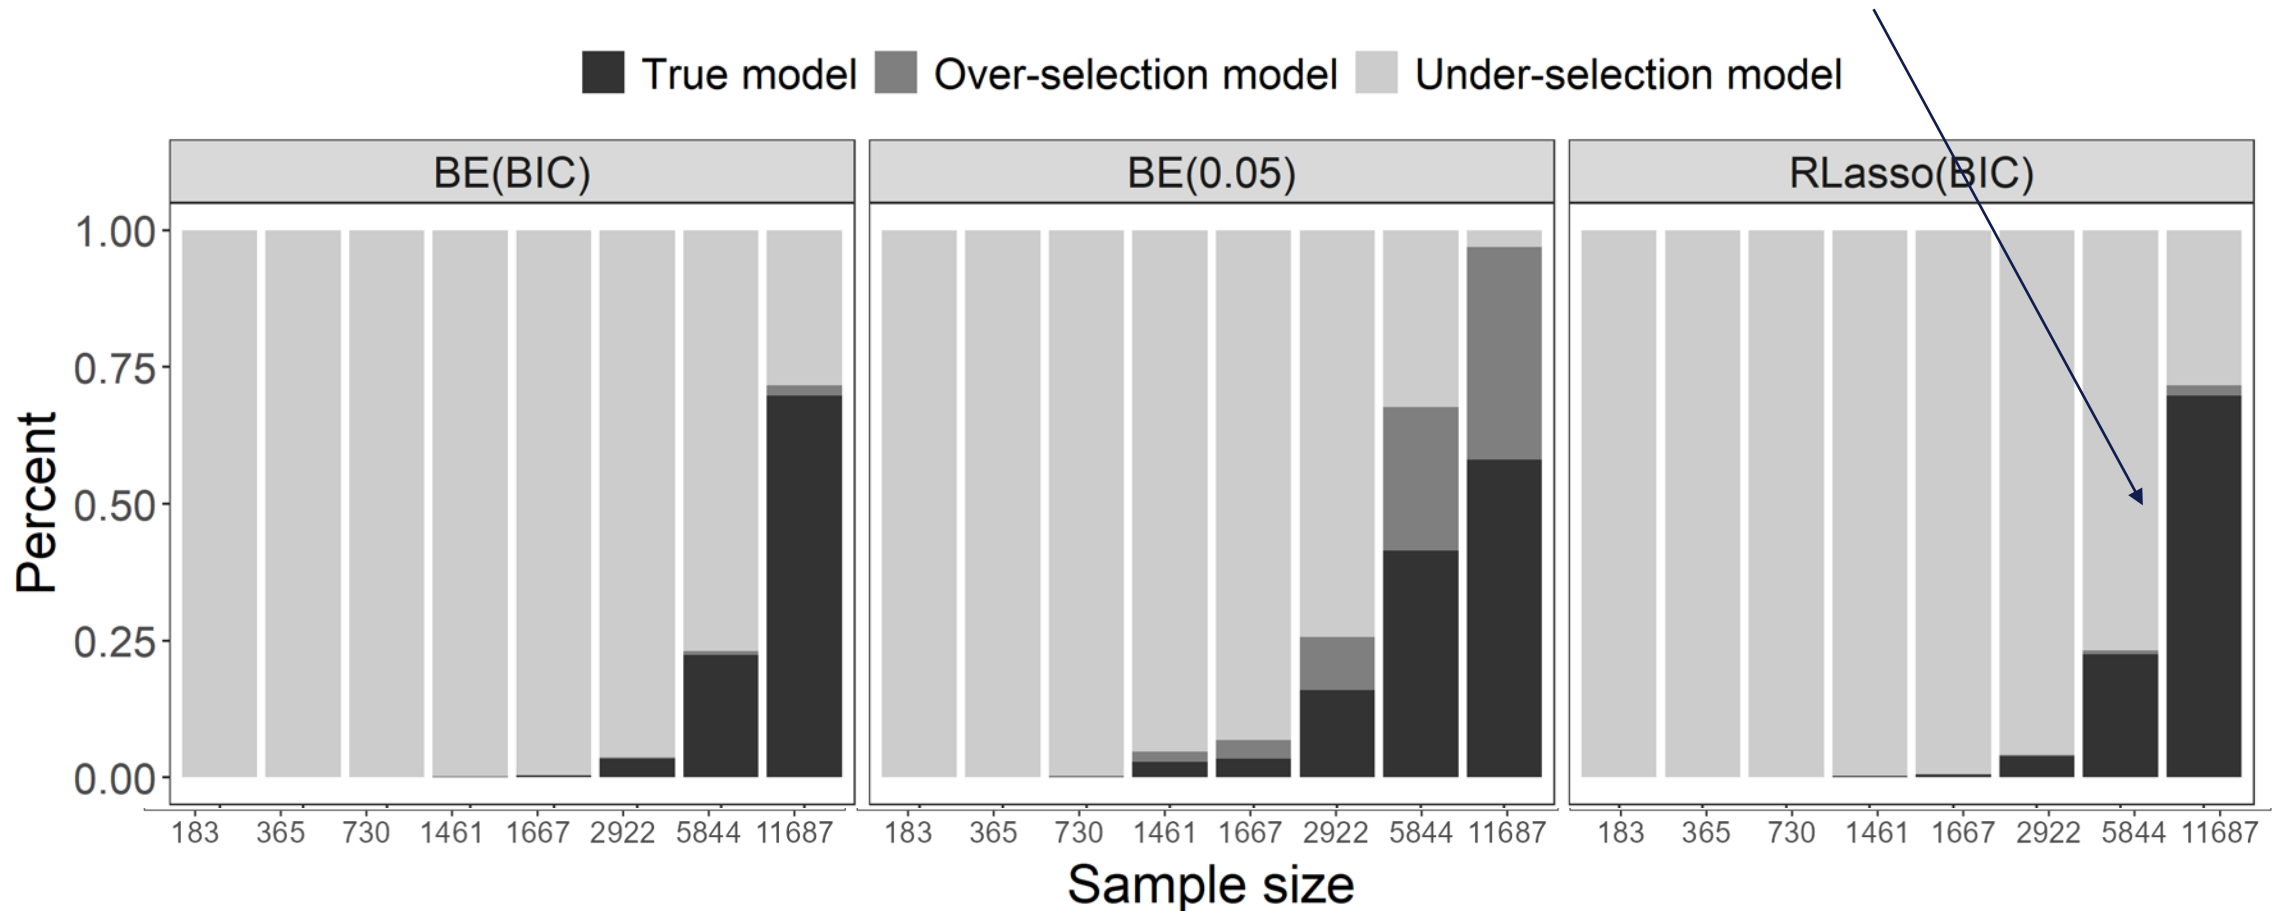 True model Over-selection model Under-selection model
BE(BIC) BE(0.05) RLasso(BIC)
1.00
0.75
0.50
0.25
0.00
Percent
183 365 730 1461 1667 2922 5844 11687 183 365 730 1461 1667 2922 5844 11687 183 365 730 1461 1667 2922 5844 11687
Sample size